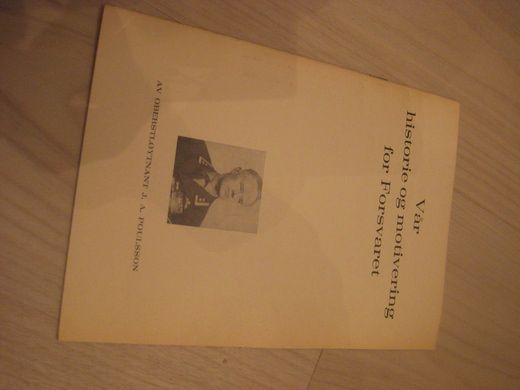 Vår
historie og motivering
for Forsvaret
AV OBERSTLØYTNANT J. A. POULSSON